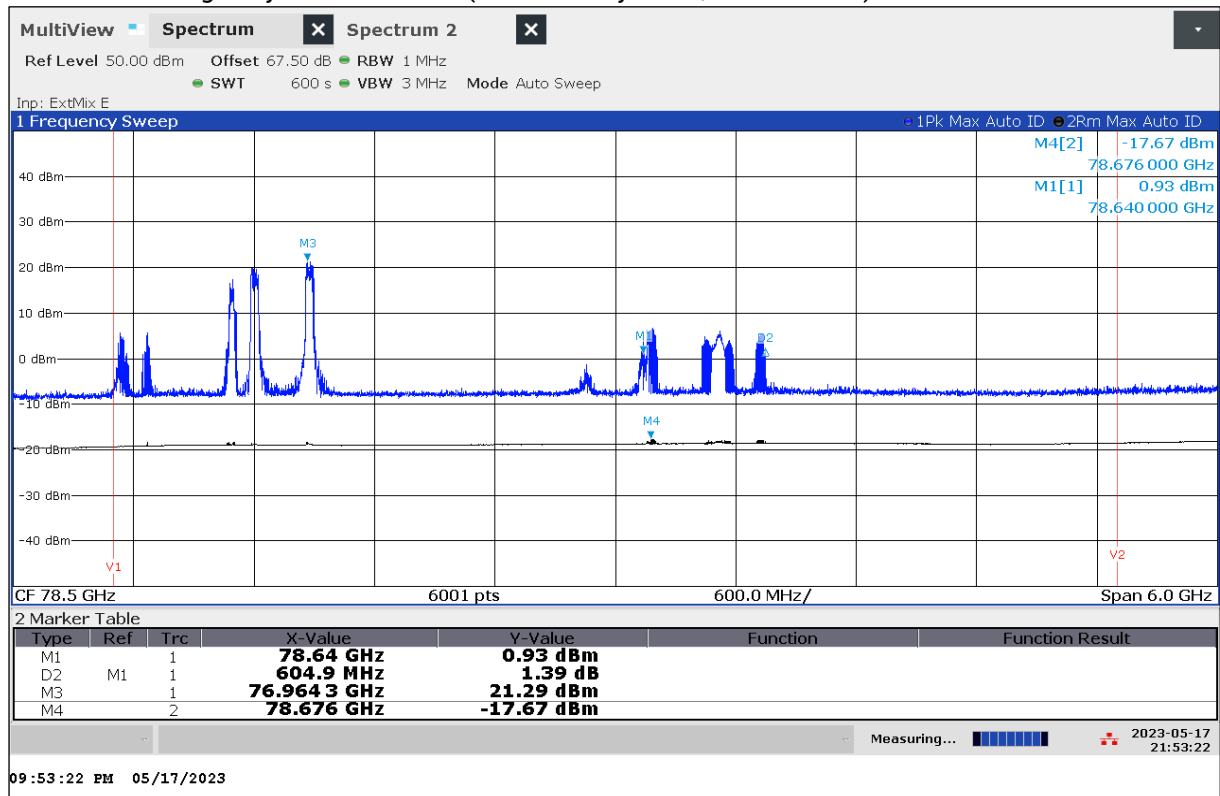 MultiView Spectrum X Spectrum 2 X
Ref Level 50.00 dBm Offset 67.50 dB RBW 1 MHz
SWT 600 s VBW 3 MHz Mode Auto Sweep
Inp: ExtMix E
1 Frequency Sweep 1Pk Max Auto ID 2Rm Max Auto ID
M4[2] -17.67 dBm
78.676 000 GHz
40 dBm
M1[1] 0.93 dBm
78.640 000 GHz
30 dBm
M3
20 dBm
10 dBm
M1 D2
0 dBm
-10 dBm
M4
-20 dBm
-30 dBm
-40 dBm
V1 V2
CF 78.5 GHz 6001 pts 600.0 MHz/ Span 6.0 GHz
2 Marker Table
Type Ref Trc X-Value Y-Value Function Function Result
M1 1 78.64 GHz 0.93 dBm
D2 M1 1 604.9 MHz 1.39 dB
M3 1 76.964 3 GHz 21.29 dBm
M4 2 78.676 GHz -17.67 dBm
Measuring... 2023-05-17
21:53:22
09:53:22 PM 05/17/2023